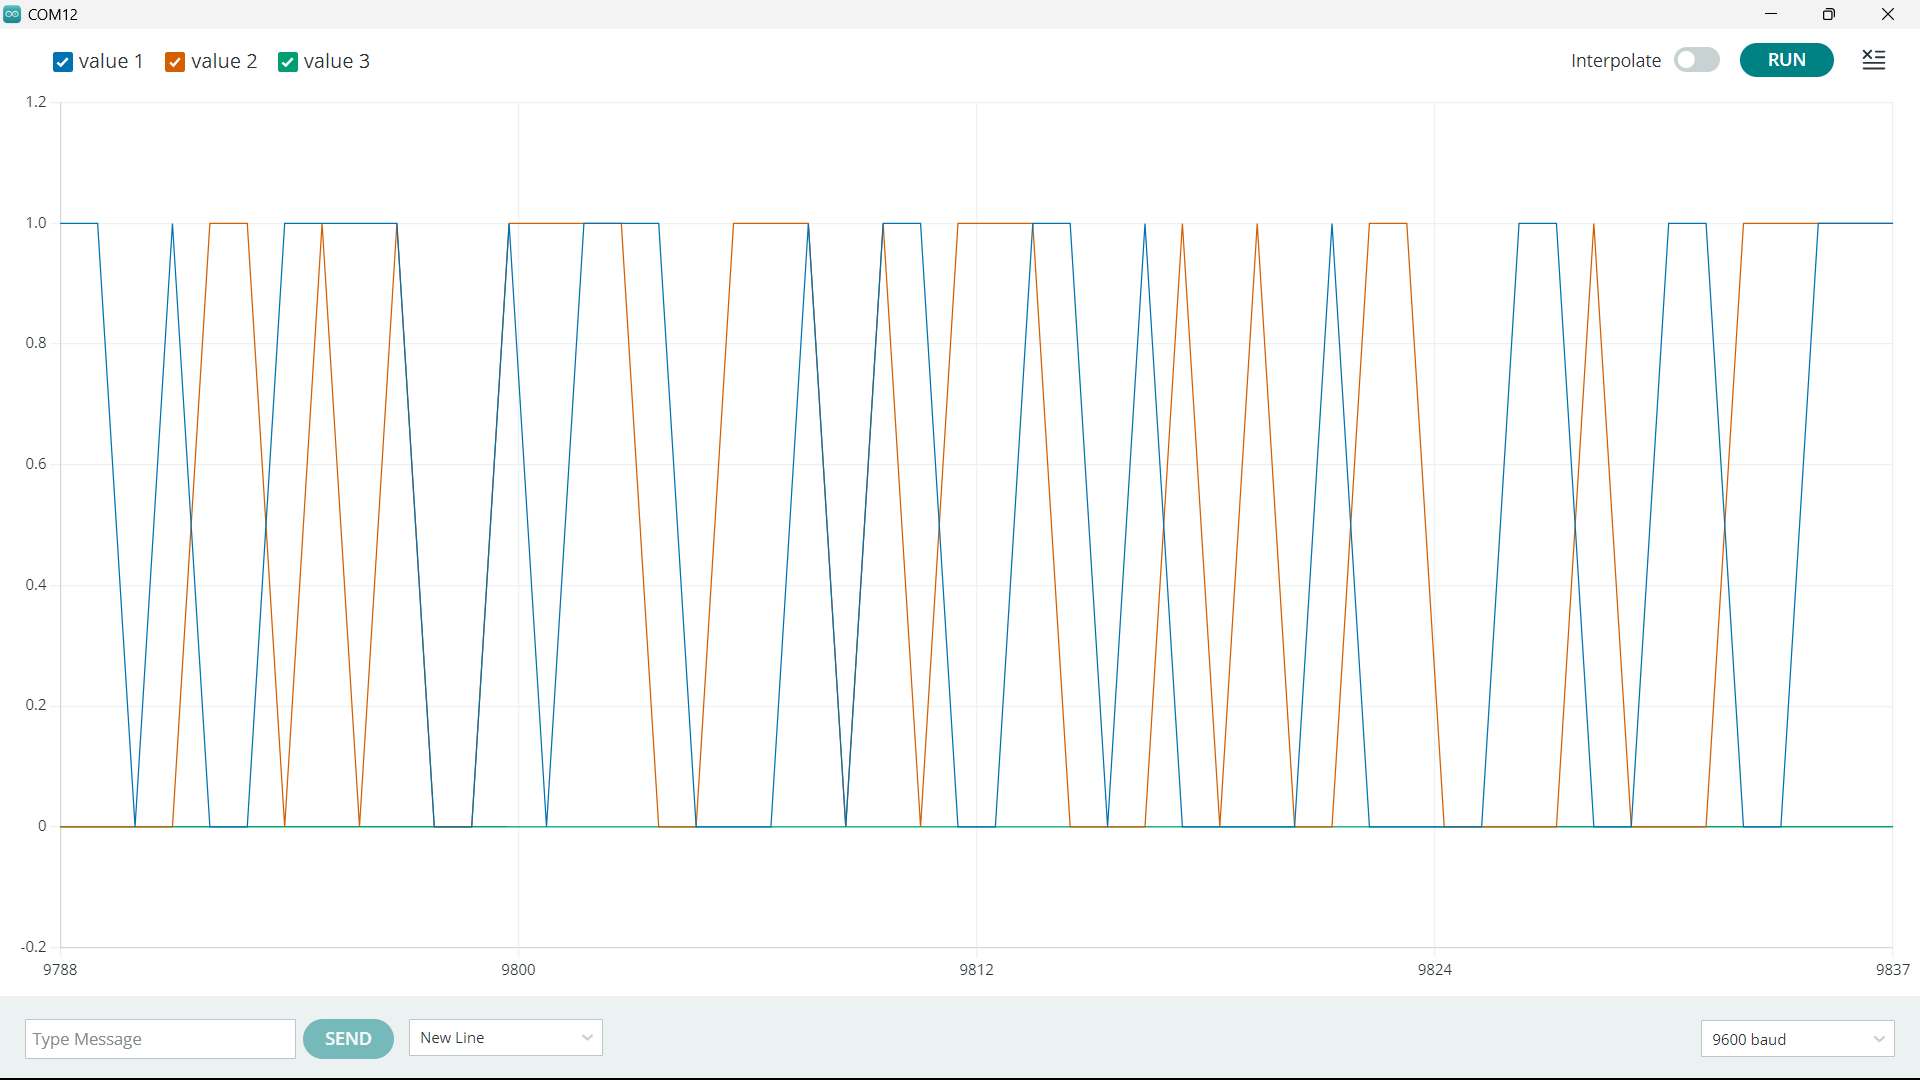 COM12
value 1 value 2 value 3
Interpolate RUN
1.2
1.0
0.8
0.6
0.4
0.2
0
-0.2
9788 9800 9812 9824 9837
Type Message SEND New Line 9600 baud